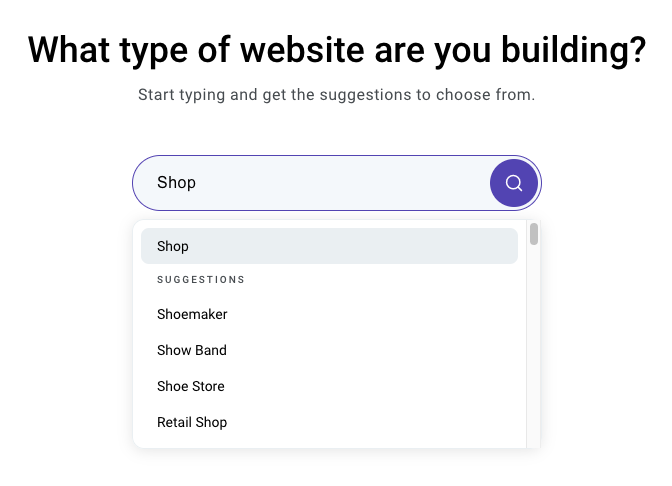 What type of website are you building?
Start typing and get the suggestions to choose from.
Shop
Shop
SUGGESTIONS
Shoemaker
Show Band
Shoe Store
Retail Shop